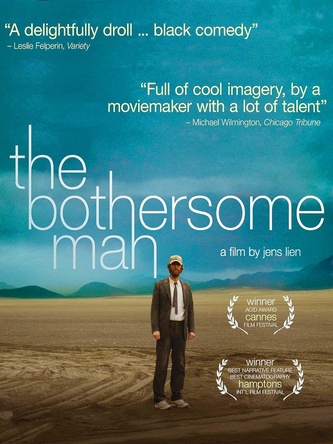 “A delightfully droll ... black comedy”
– Leslie Felperin, Variety
“Full of cool imagery, by a
moviemaker with a lot of talent”
– Michael Wilmington, Chicago Tribune
the
bothersome
man
a film by jens lien
winner
ACID AWARD
cannes
FILM FESTIVAL
winner
BEST NARRATIVE FEATURE
BEST CINEMATOGRAPHY
hamptons
INT'L FILM FESTIVAL